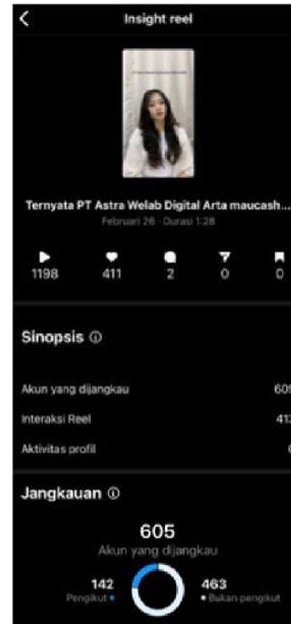 Insight reel
Ternyata PT Astra Welab Digital Arta maucash...
Februari 26 · Durasi 1:28
1198 411 2 0 0
Sinopsis
Akun yang dijangkau 605
Interaksi Reel 413
Aktivitas profil
Jangkauan
605
Akun yang dijangkau
142 463
Pengikut Bukan pengikut